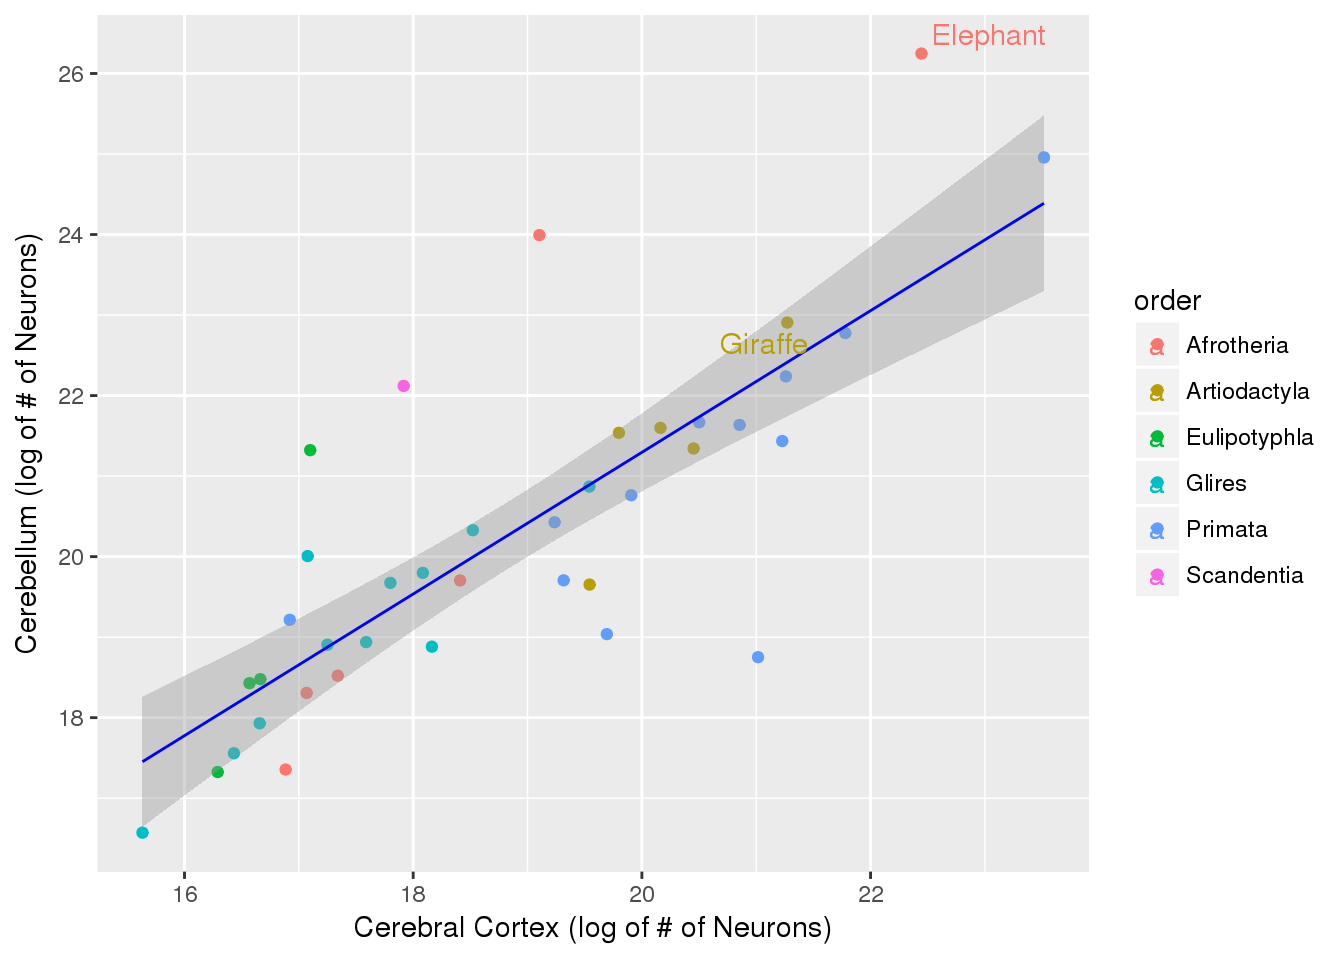 Elephant
Giraffe
26
24
22
20
18
16
18
20
22
Cerebral Cortex (log of # of Neurons)
Cerebellum (log of # of Neurons)
order
a Afrotheria
a Artiodactyla
a Eulipotyphla
a Glires
a Primata
a Scandentia